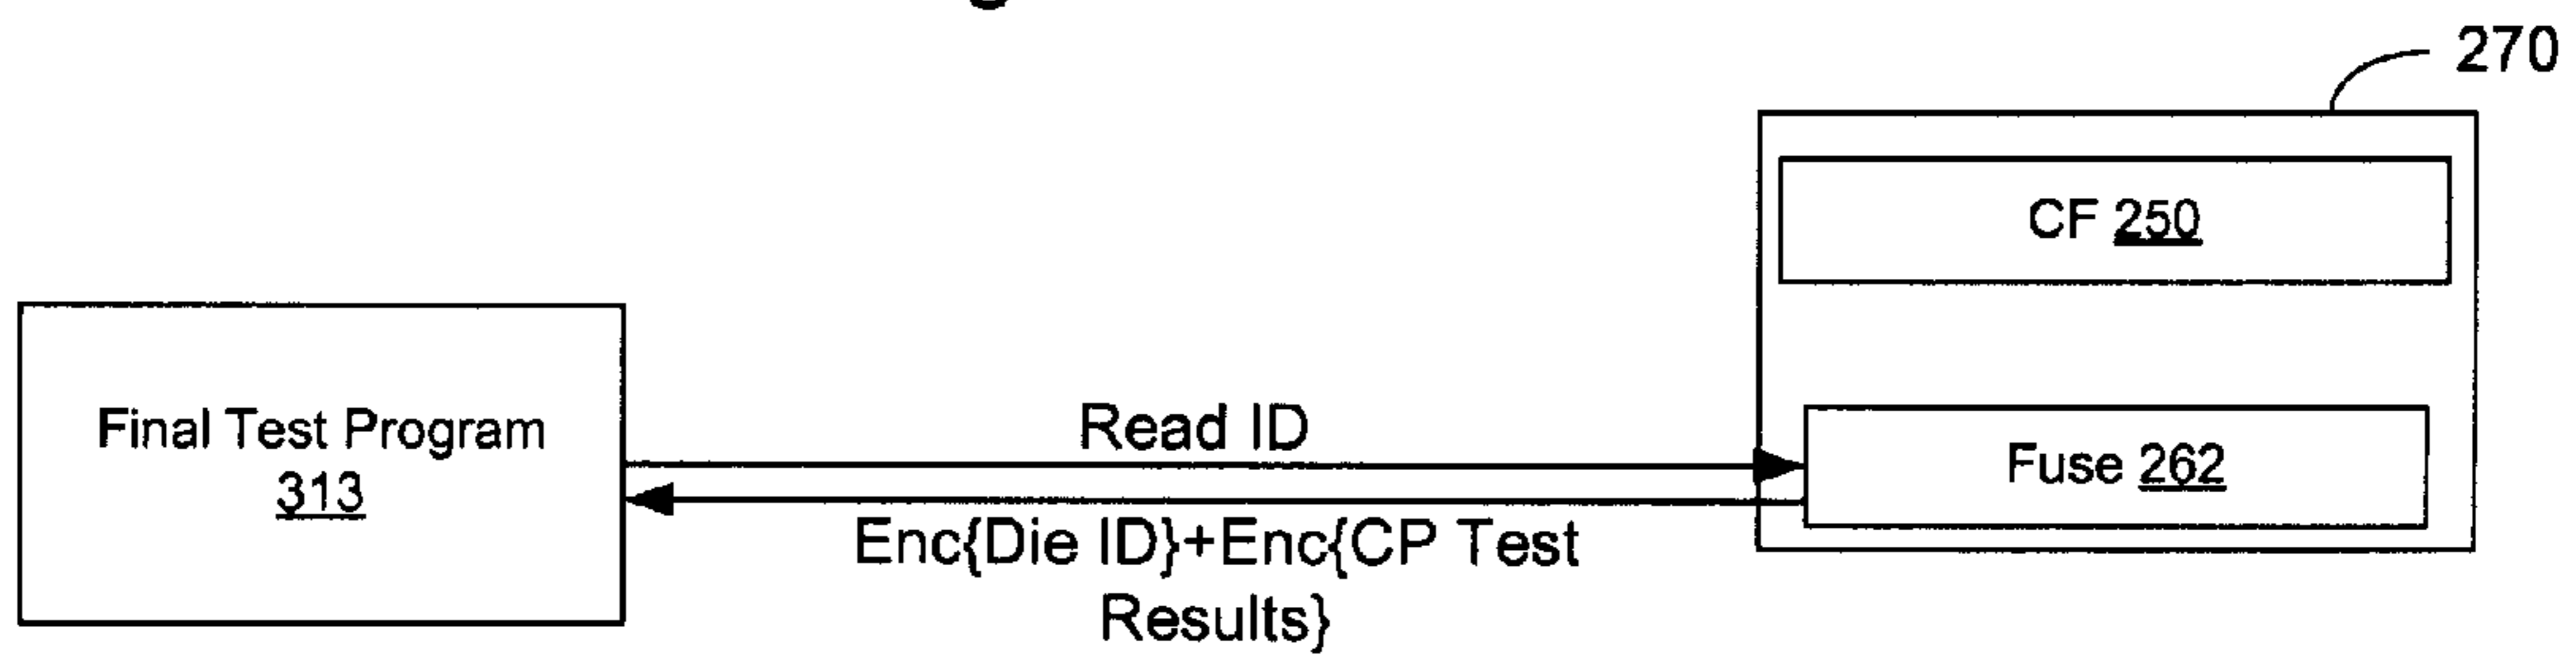 270
CF 250
Final Test Program
313
Read ID
Fuse 262
Enc{Die ID}+Enc{CP Test
Results}